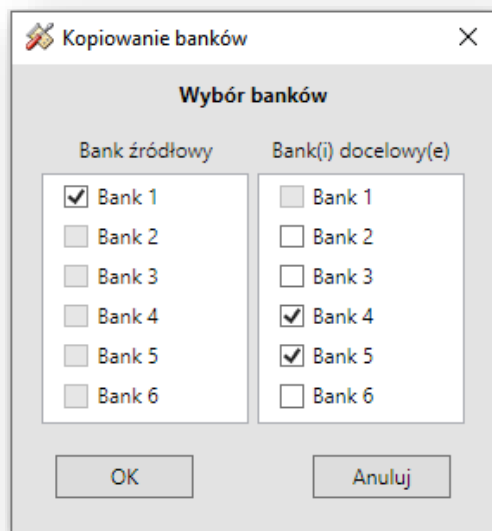 Kopiowanie banków
Wybór banków
Bank źródłowy
Bank(i) docelowy(e)
Bank 1
Bank 2
Bank 3
Bank 4
Bank 5
Bank 6
Bank 1
Bank 2
Bank 3
Bank 4
Bank 5
Bank 6
OK
Anuluj